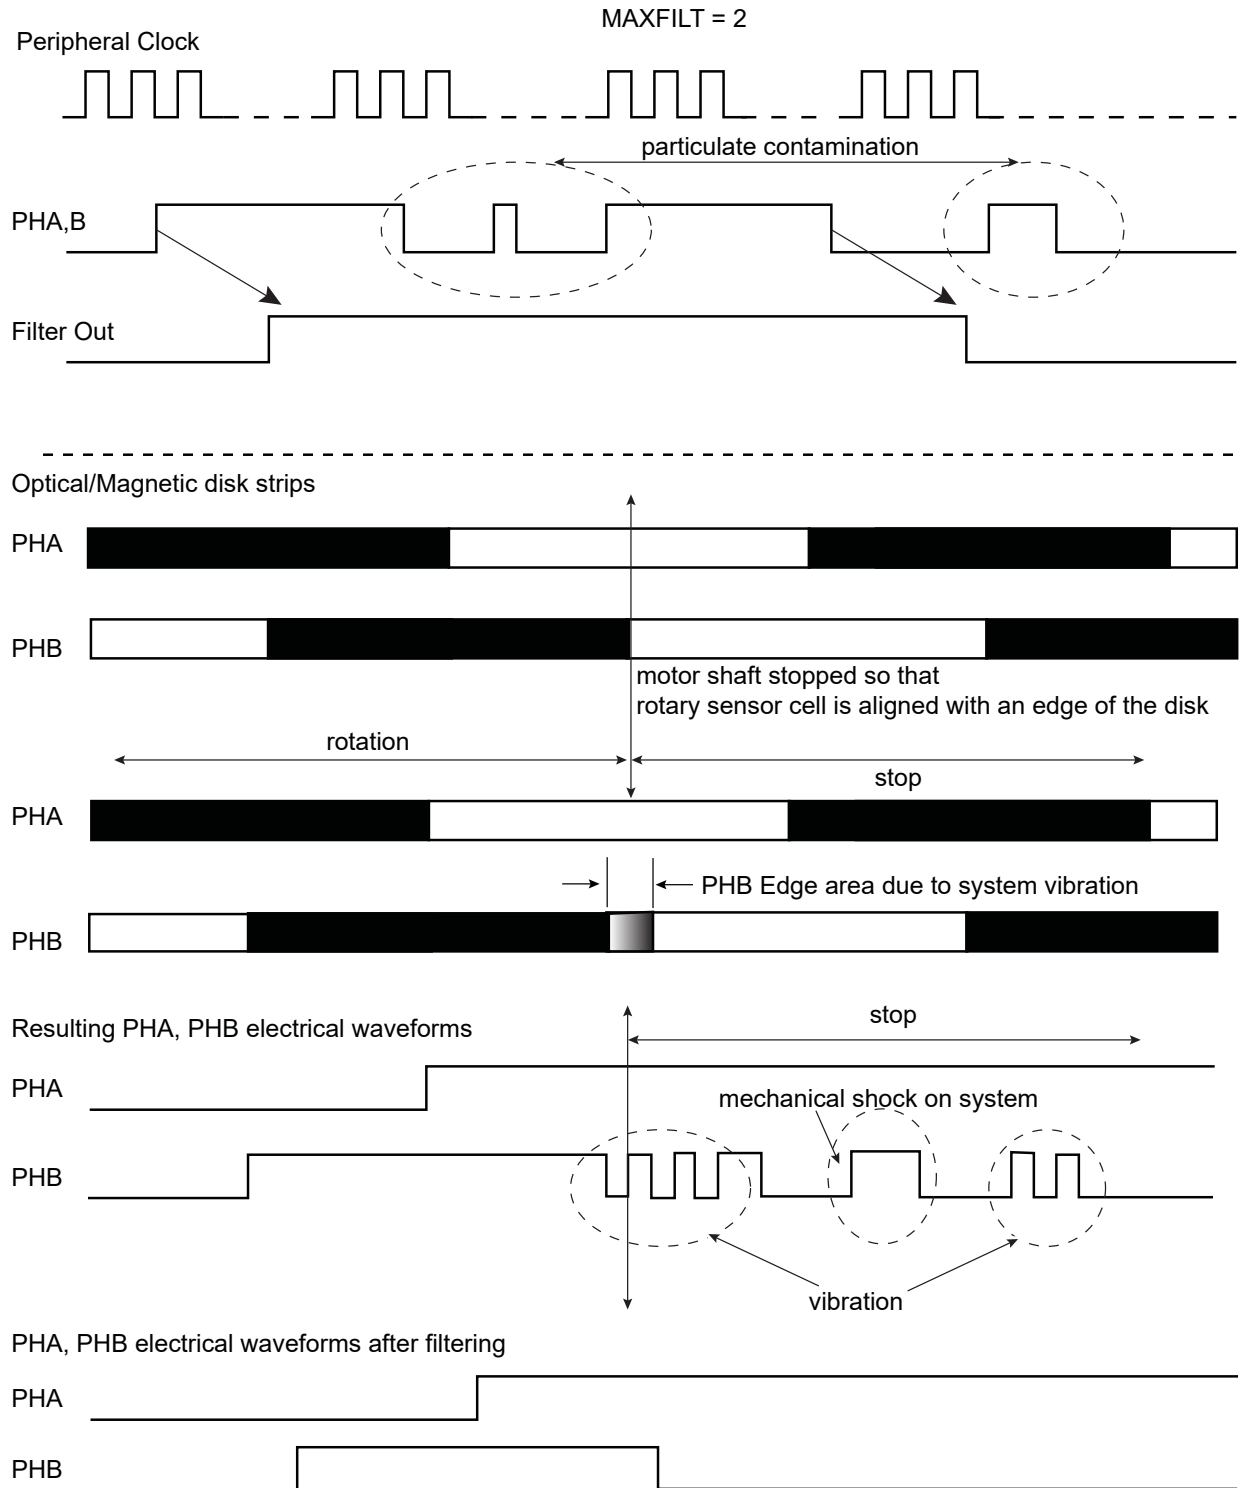 MAXFILT = 2
Peripheral Clock
particulate contamination
PHA,B
Filter Out
Optical/Magnetic disk strips
PHA
PHB
motor shaft stopped so that
rotary sensor cell is aligned with an edge of the disk
rotation
stop
PHA
PHB Edge area due to system vibration
PHB
Resulting PHA, PHB electrical waveforms
stop
PHA
mechanical shock on system
PHB
vibration
PHA, PHB electrical waveforms after filtering
PHA
PHB